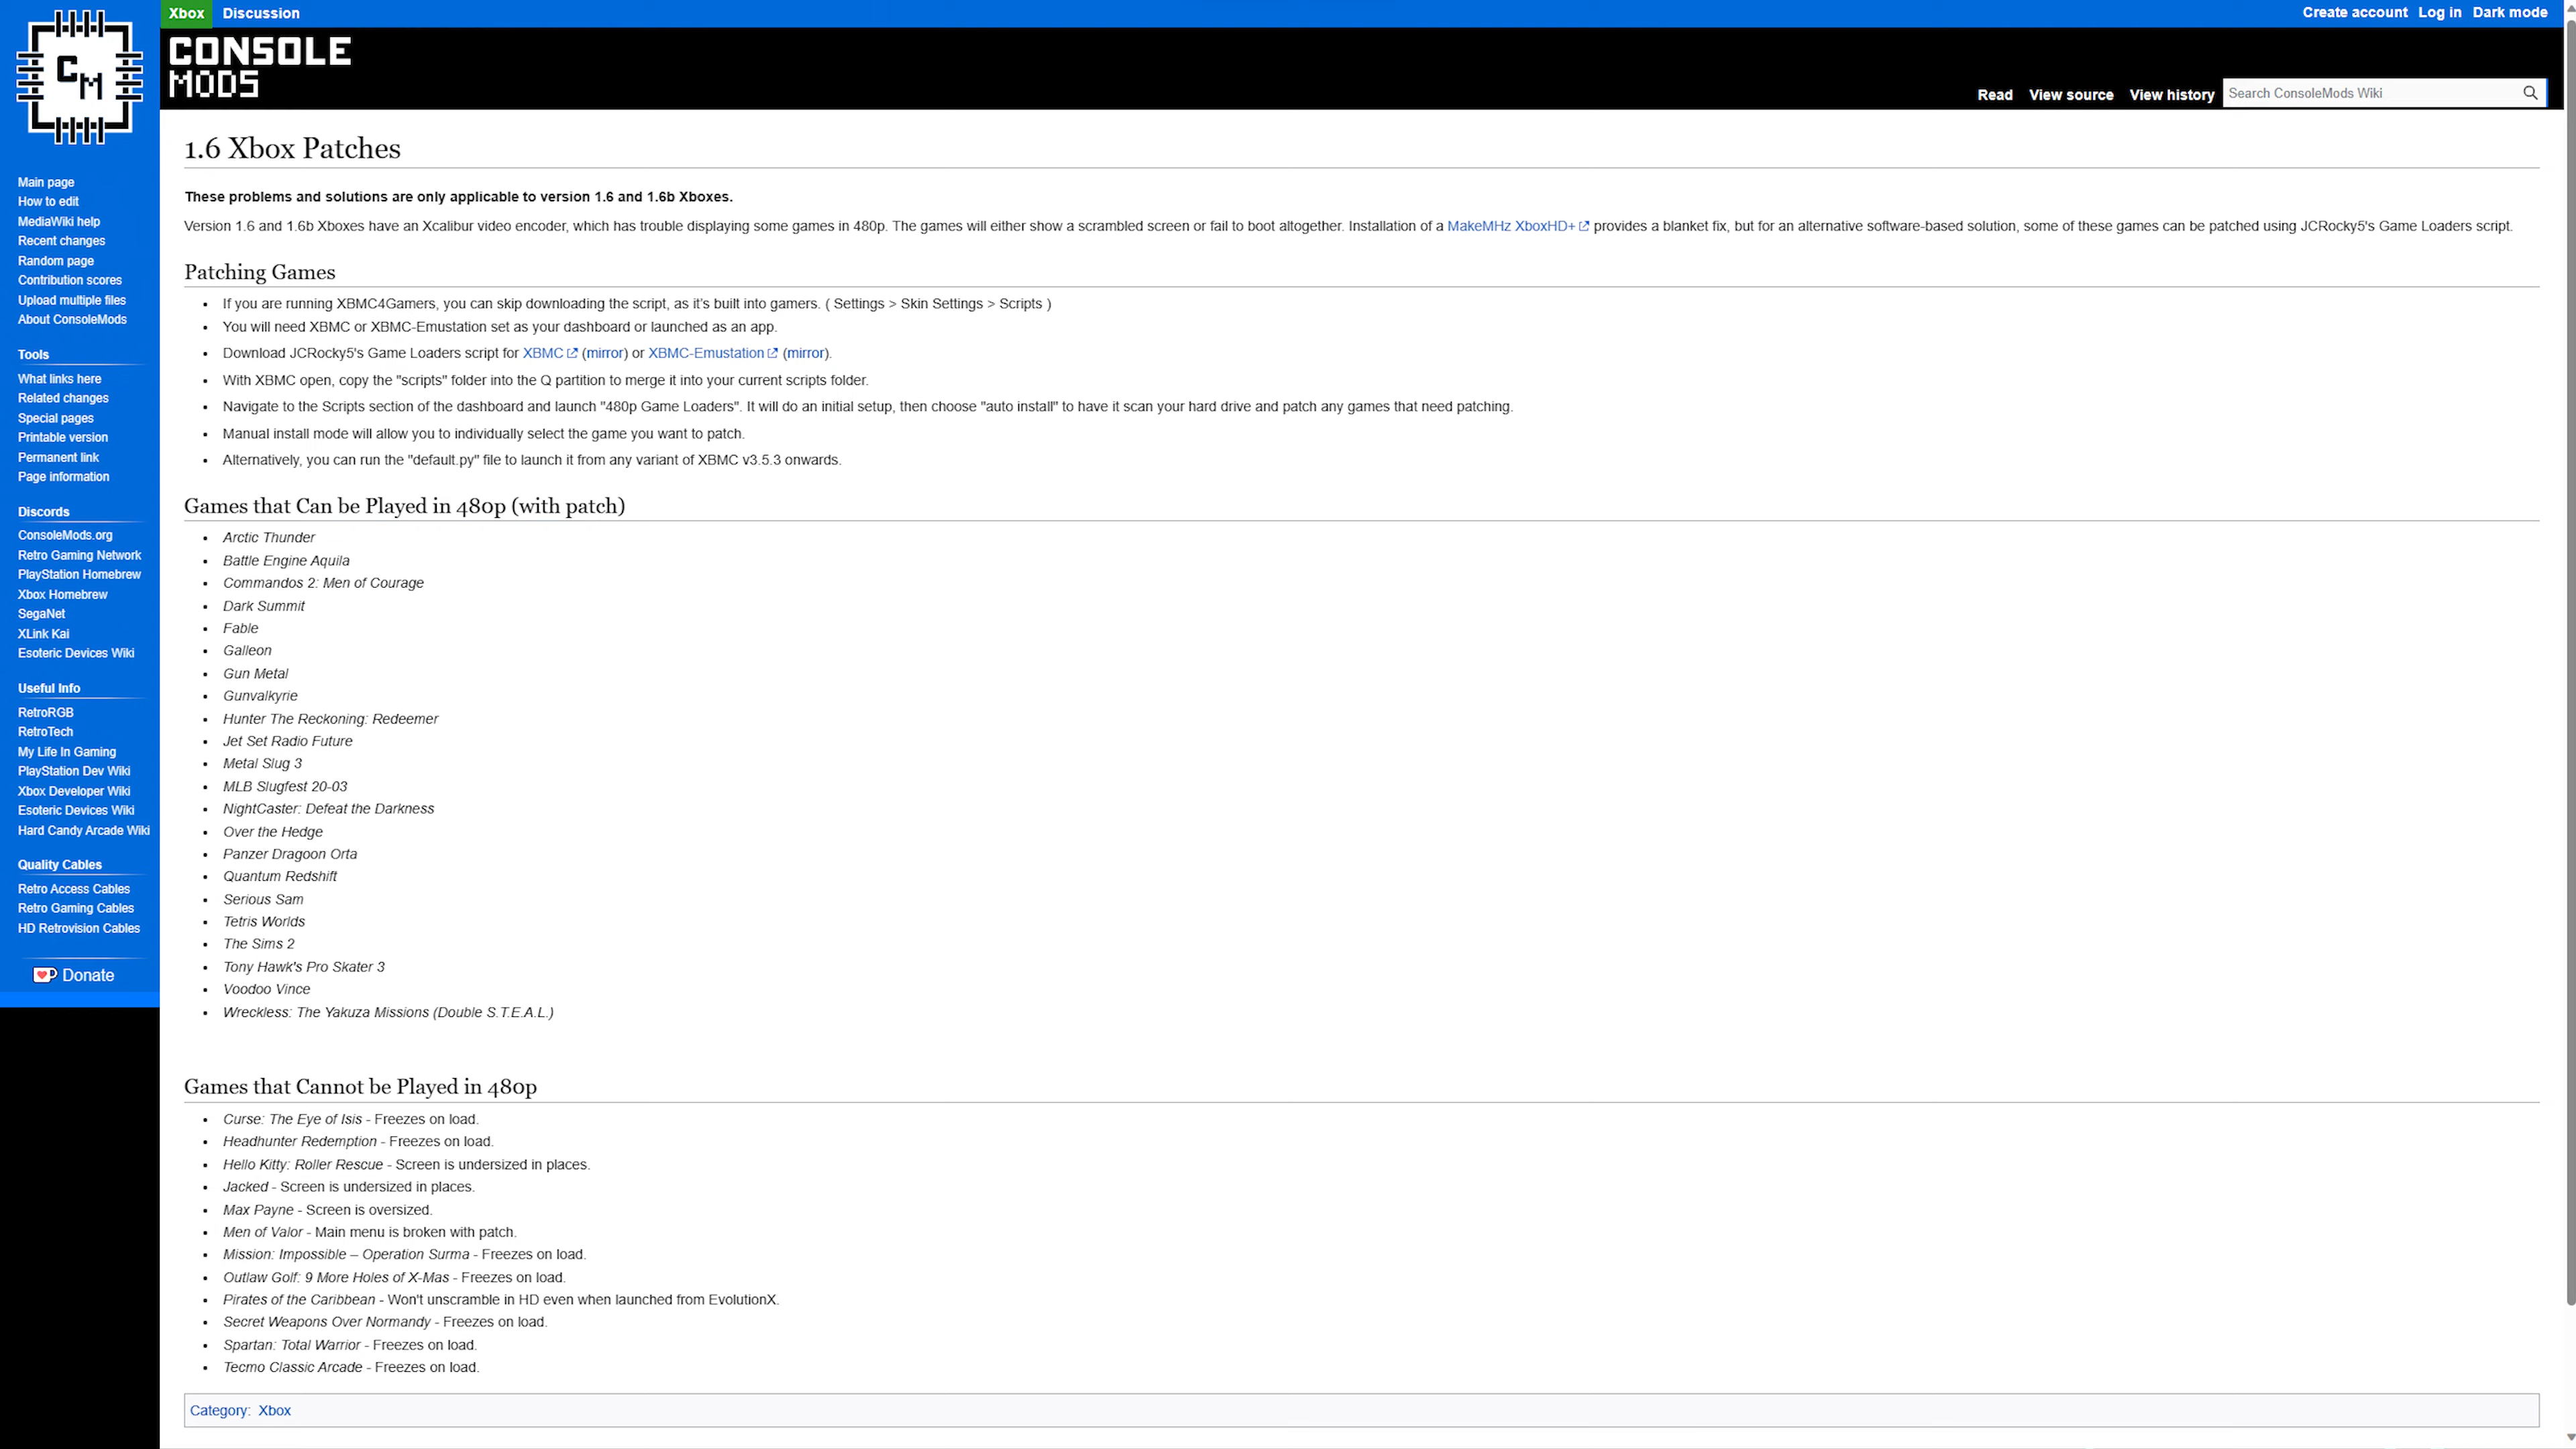 Xbox Discussion
Create account Log in Dark mode
CM
CONSOLE
MODS
Read View source View history Search ConsoleMods Wiki
Main page
How to edit
MediaWiki help
Recent changes
Random page
Contribution scores
Upload multiple files
About ConsoleMods
Tools
What links here
Related changes
Special pages
Printable version
Permanent link
Page information
Discords
ConsoleMods.org
Retro Gaming Network
PlayStation Homebrew
Xbox Homebrew
SegaNet
XLink Kai
Esoteric Devices Wiki
Useful Info
RetroRGB
RetroTech
My Life In Gaming
PlayStation Dev Wiki
Xbox Developer Wiki
Esoteric Devices Wiki
Hard Candy Arcade Wiki
Quality Cables
Retro Access Cables
Retro Gaming Cables
HD Retrovision Cables
Donate
1.6 Xbox Patches
These problems and solutions are only applicable to version 1.6 and 1.6b Xboxes.
Version 1.6 and 1.6b Xboxes have an Xcalibur video encoder, which has trouble displaying some games in 480p. The games will either show a scrambled screen or fail to boot altogether. Installation of a MakeMHz XboxHD+ provides a blanket fix, but for an alternative software-based solution, some of these games can be patched using JCRocky5's Game Loaders script.
Patching Games
• If you are running XBMC4Gamers, you can skip downloading the script, as it's built into gamers. ( Settings > Skin Settings > Scripts )
• You will need XBMC or XBMC-Emustation set as your dashboard or launched as an app.
• Download JCRocky5's Game Loaders script for XBMC (mirror) or XBMC-Emustation (mirror).
• With XBMC open, copy the "scripts" folder into the Q partition to merge it into your current scripts folder.
• Navigate to the Scripts section of the dashboard and launch "480p Game Loaders". It will do an initial setup, then choose "auto install" to have it scan your hard drive and patch any games that need patching.
• Manual install mode will allow you to individually select the game you want to patch.
• Alternatively, you can run the "default.py" file to launch it from any variant of XBMC v3.5.3 onwards.
Games that Can be Played in 480p (with patch)
• Arctic Thunder
• Battle Engine Aquila
• Commandos 2: Men of Courage
• Dark Summit
• Fable
• Galleon
• Gun Metal
• Gunvalkyrie
• Hunter The Reckoning: Redeemer
• Jet Set Radio Future
• Metal Slug 3
• MLB Slugfest 20-03
• NightCaster: Defeat the Darkness
• Over the Hedge
• Panzer Dragoon Orta
• Quantum Redshift
• Serious Sam
• Tetris Worlds
• The Sims 2
• Tony Hawk's Pro Skater 3
• Voodoo Vince
• Wreckless: The Yakuza Missions (Double S.T.E.A.L.)
Games that Cannot be Played in 480p
• Curse: The Eye of Isis - Freezes on load.
• Headhunter Redemption - Freezes on load.
• Hello Kitty: Roller Rescue - Screen is undersized in places.
• Jacked - Screen is undersized in places.
• Max Payne - Screen is oversized.
• Men of Valor - Main menu is broken with patch.
• Mission: Impossible – Operation Surma - Freezes on load.
• Outlaw Golf: 9 More Holes of X-Mas - Freezes on load.
• Pirates of the Caribbean - Won't unscramble in HD even when launched from EvolutionX.
• Secret Weapons Over Normandy - Freezes on load.
• Spartan: Total Warrior - Freezes on load.
• Tecmo Classic Arcade - Freezes on load.
Category: Xbox